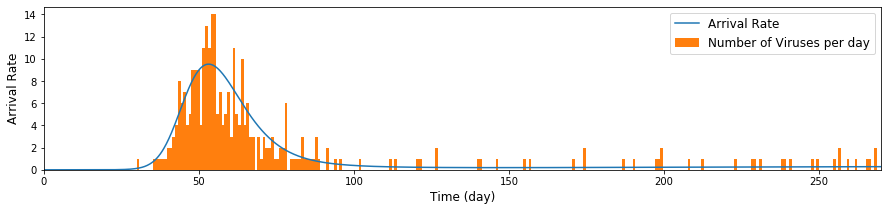 14
12
10
8
6
4
2
0
Arrival Rate
Arrival Rate
Number of Viruses per day
0 50 100 150 200 250
Time (day)